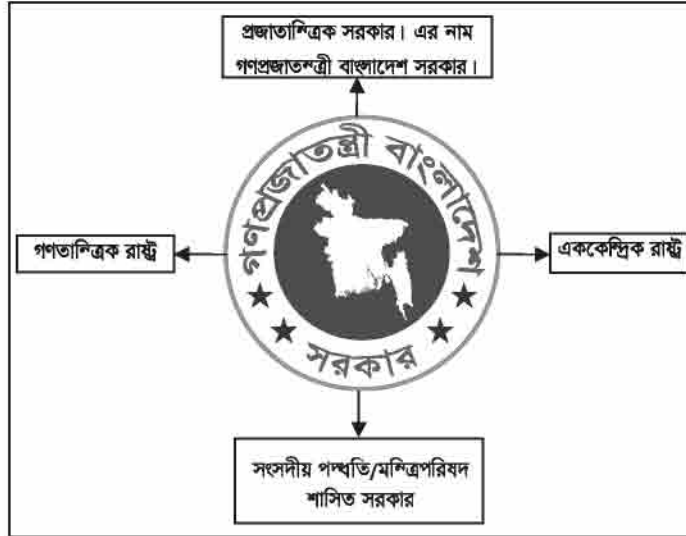 প্রজাতান্ত্রিক সরকার। এর নাম
গণপ্রজাতন্ত্রী বাংলাদেশ সরকার।
গণপ্রজাতন্ত্রী বাংলাদেশ
গণতান্ত্রিক রাষ্ট্র
এককেন্দ্রিক রাষ্ট্র
সরকার
সংসদীয় পদ্ধতি/মন্ত্রিপরিষদ
শাসিত সরকার